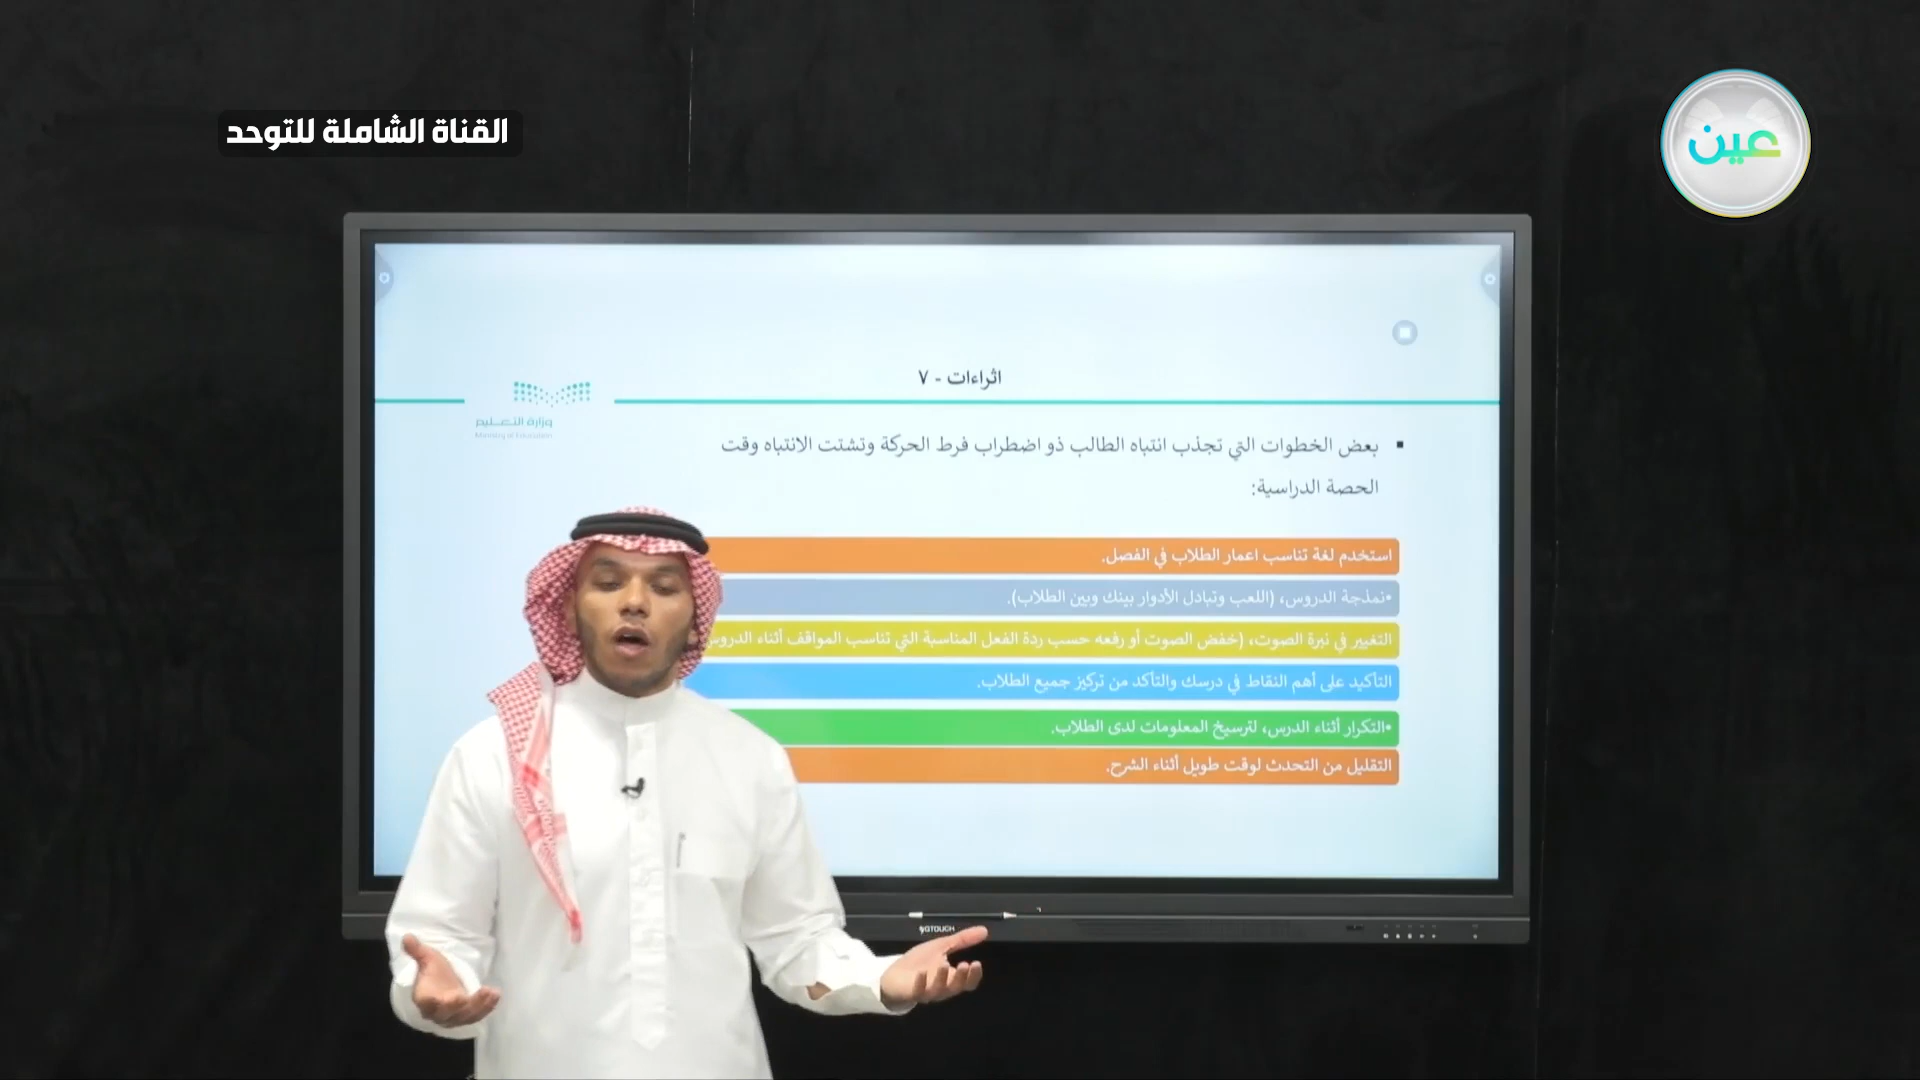 القناة الشاملة للتوحد
عين
اثراءات - ٧
وزارة التعـليم
Ministry of Education
▪ بعض الخطوات التي تجذب انتباه الطالب ذو اضطراب فرط الحركة وتشتت الانتباه وقت
الحصة الدراسية:
استخدم لغة تناسب اعمار الطلاب في الفصل.
•نمذجة الدروس، (اللعب وتبادل الأدوار بينك وبين الطلاب).
التغيير في نبرة الصوت، (خفض الصوت أو رفعه حسب ردة الفعل المناسبة التي تناسب المواقف أثناء الدروس
التأكيد على أهم النقاط في درسك والتأكد من تركيز جميع الطلاب.
•التكرار أثناء الدرس، لترسيخ المعلومات لدى الطلاب.
التقليل من التحدث لوقت طويل أثناء الشرح.
GTOUCH